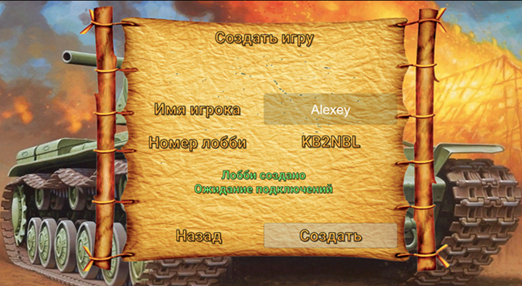 Создать игру
Имя игрока Alexey
Номер лобби KB2NBL
Лобби создано
Ожидание подключений
Назад Создать